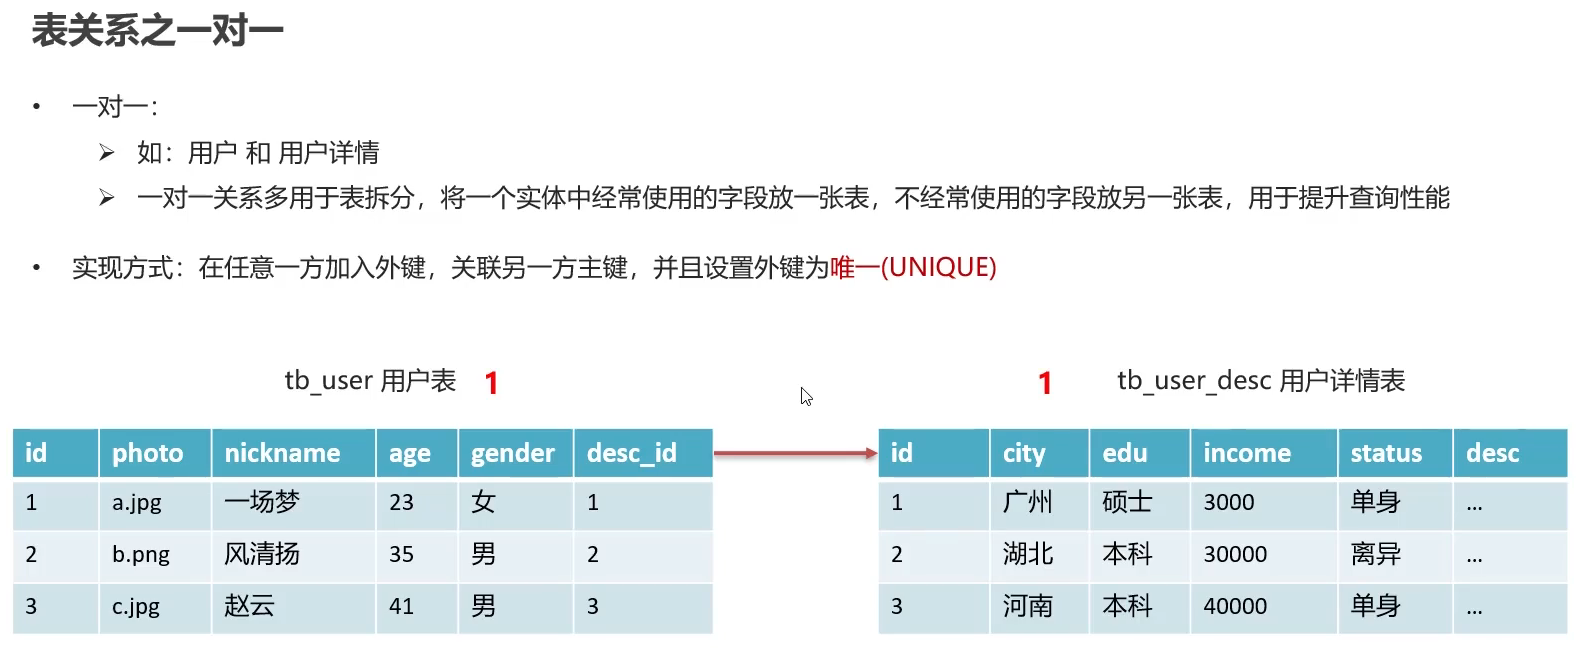 表关系之一对一
• 一对一：
➢ 如：用户 和 用户详情
➢ 一对一关系多用于表拆分，将一个实体中经常使用的字段放一张表，不经常使用的字段放另一张表，用于提升查询性能
• 实现方式：在任意一方加入外键，关联另一方主键，并且设置外键为唯一(UNIQUE)
tb_user 用户表 1
id photo nickname age gender desc_id
1 a.jpg 一场梦 23 女 1
2 b.png 风清扬 35 男 2
3 c.jpg 赵云 41 男 3
1 tb_user_desc 用户详情表
id city edu income status desc
1 广州 硕士 3000 单身 ...
2 湖北 本科 30000 离异 ...
3 河南 本科 40000 单身 ...